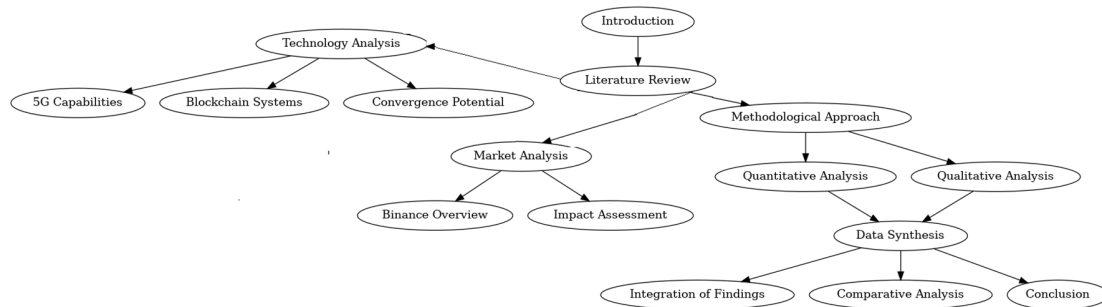 Introduction
Technology Analysis
Literature Review
5G Capabilities
Blockchain Systems
Convergence Potential
Methodological Approach
Market Analysis
Quantitative Analysis
Qualitative Analysis
Binance Overview
Impact Assessment
Data Synthesis
Integration of Findings
Comparative Analysis
Conclusion